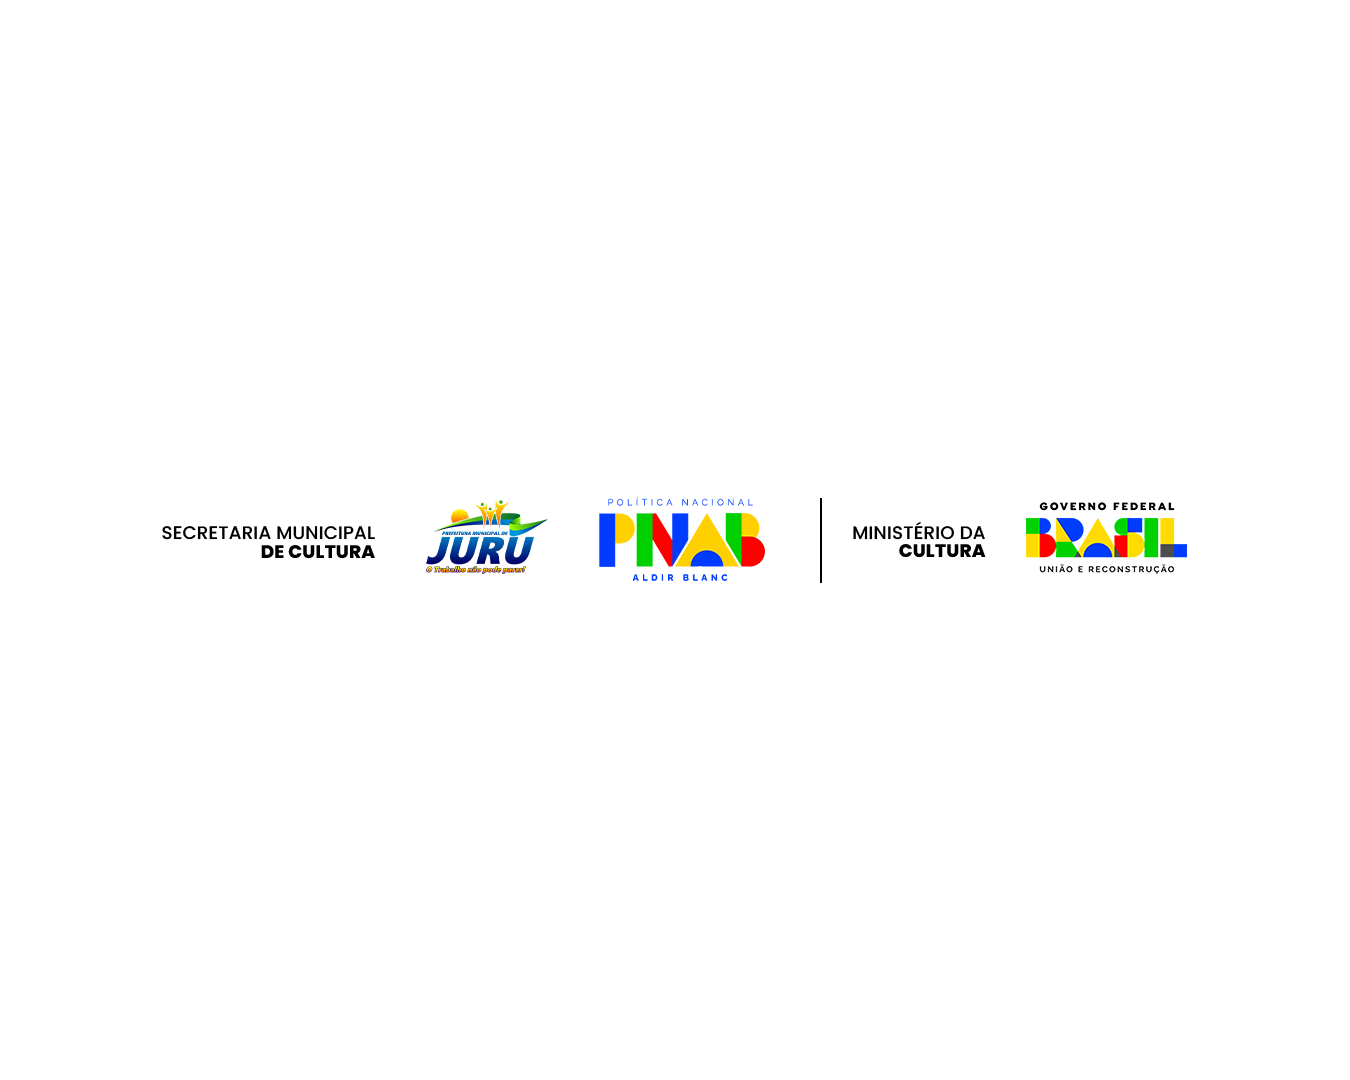 SECRETARIA MUNICIPAL
DE CULTURA
PREFEITURA MUNICIPAL DE
JURU
O Trabalho não pode parar!
POLÍTICA NACIONAL
PNAB
ALDIR BLANC
MINISTÉRIO DA
CULTURA
GOVERNO FEDERAL
BRASIL
UNIÃO E RECONSTRUÇÃO